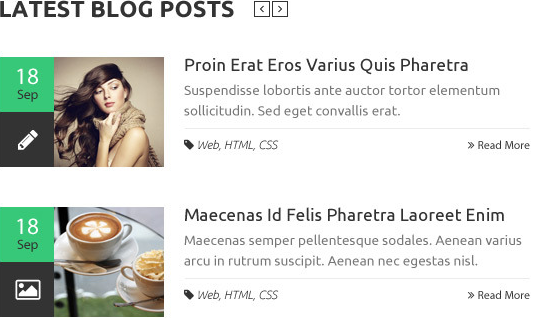 LATEST BLOG POSTS
18
Sep
Proin Erat Eros Varius Quis Pharetra
Suspendisse lobortis ante auctor tortor elementum
sollicitudin. Sed eget convallis erat.
Web, HTML, CSS
» Read More
18
Sep
Maecenas Id Felis Pharetra Laoreet Enim
Maecenas semper pellentesque sodales. Aenean varius
arcu in rutrum suscipit. Aenean nec egestas nisl.
Web, HTML, CSS
» Read More